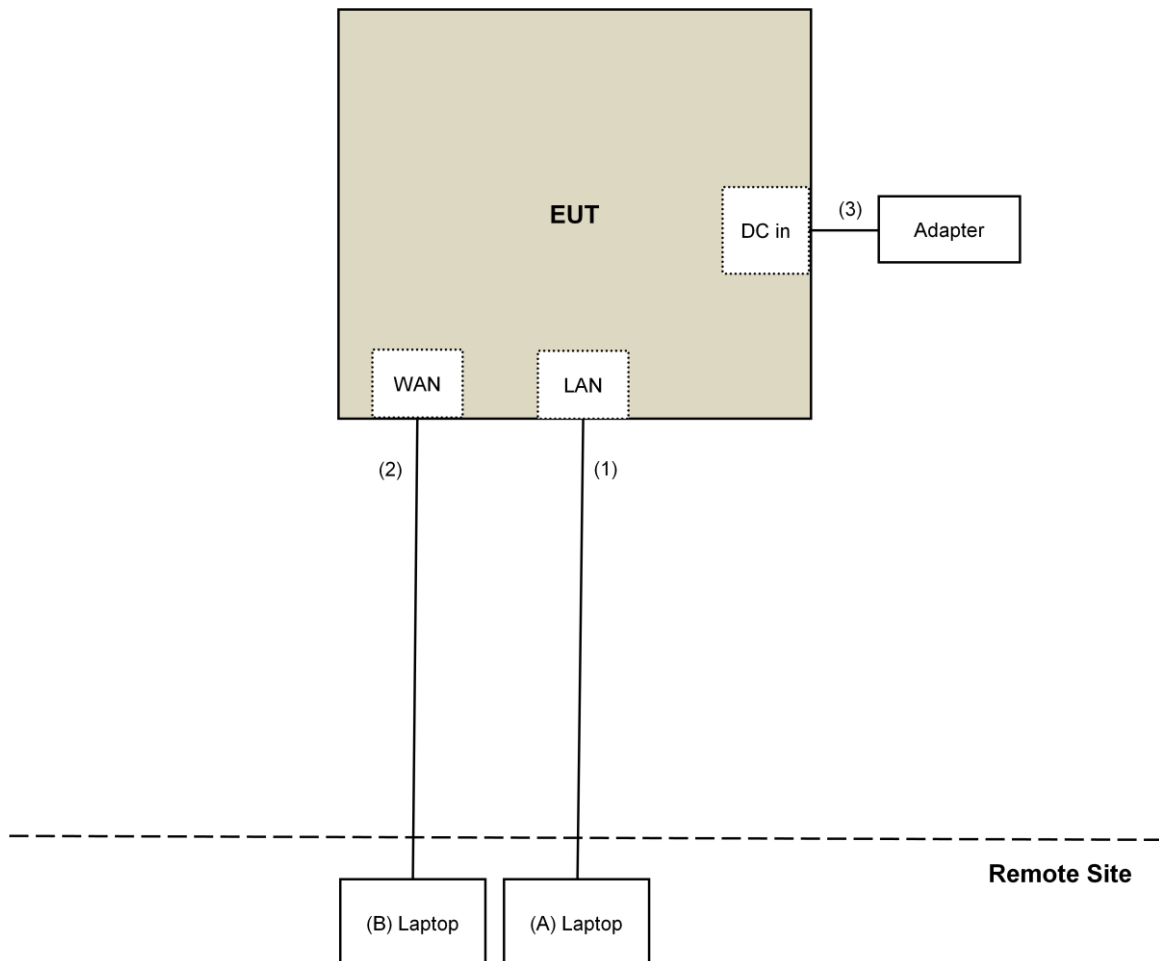 EUT
DC in
(3)
Adapter
WAN
LAN
(2)
(1)
Remote Site
(B) Laptop
(A) Laptop